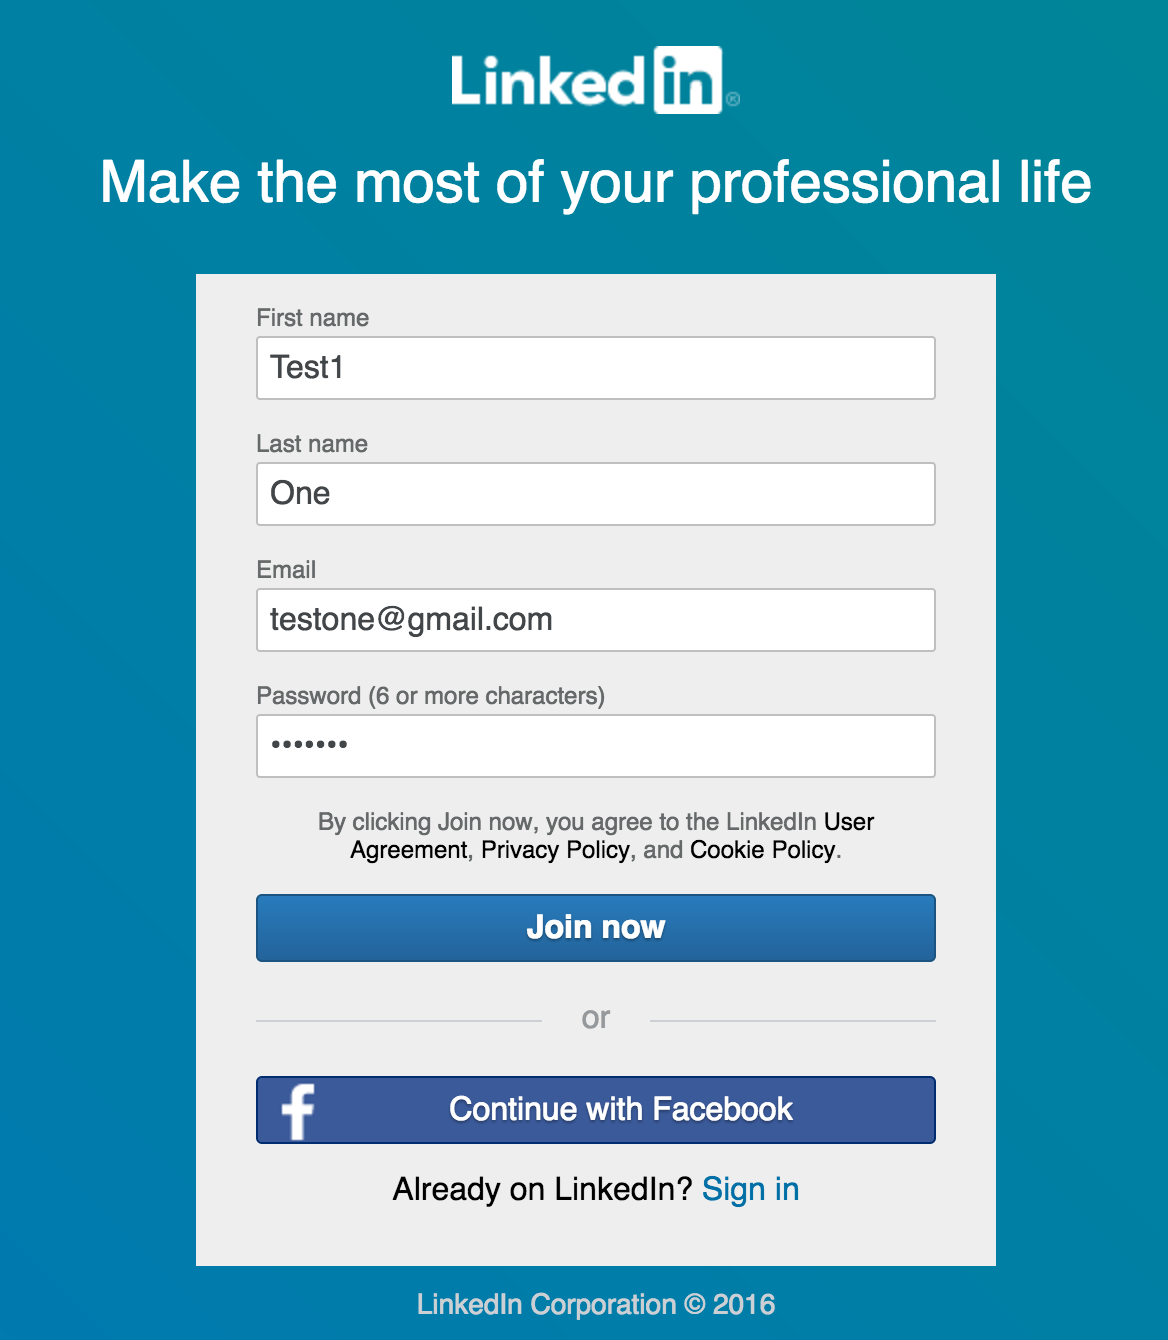 Linkedin®
Make the most of your professional life
First name
Test1
Last name
One
Email
testone@gmail.com
Password (6 or more characters)
•••••••
By clicking Join now, you agree to the LinkedIn User
Agreement, Privacy Policy, and Cookie Policy.
Join now
or
f Continue with Facebook
Already on LinkedIn? Sign in
LinkedIn Corporation © 2016